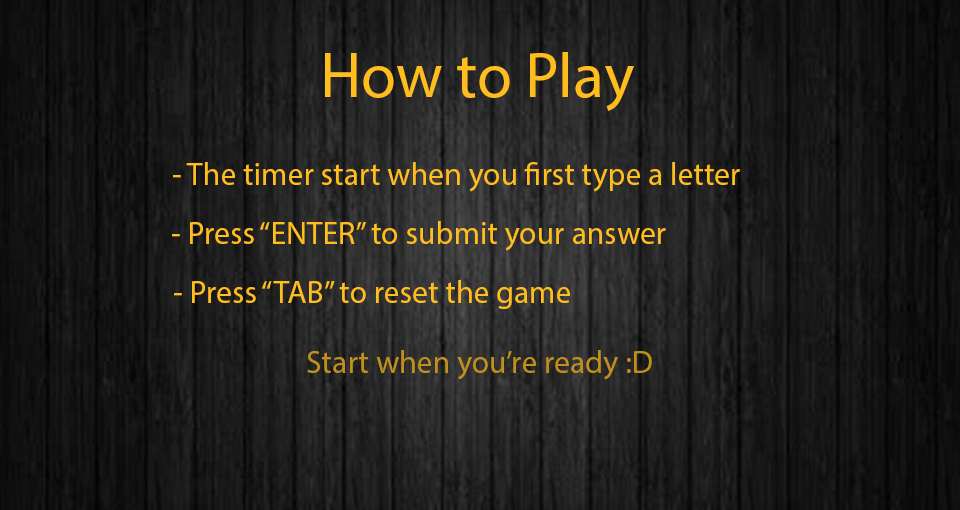 How to Play
- The timer start when you first type a letter
- Press “ENTER” to submit your answer
- Press “TAB” to reset the game
Start when you’re ready :D